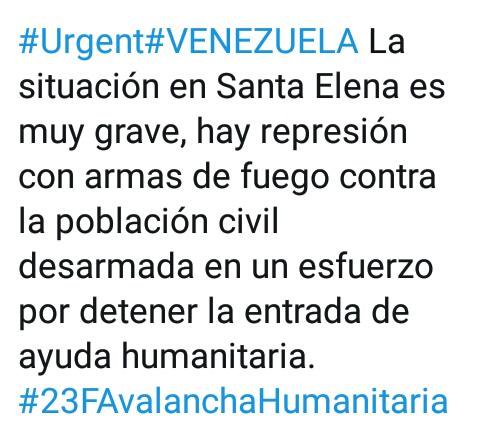 #Urgent#VENEZUELA La
situación en Santa Elena es
muy grave, hay represión
con armas de fuego contra
la población civil
desarmada en un esfuerzo
por detener la entrada de
ayuda humanitaria.
#23FAvalanchaHumanitaria